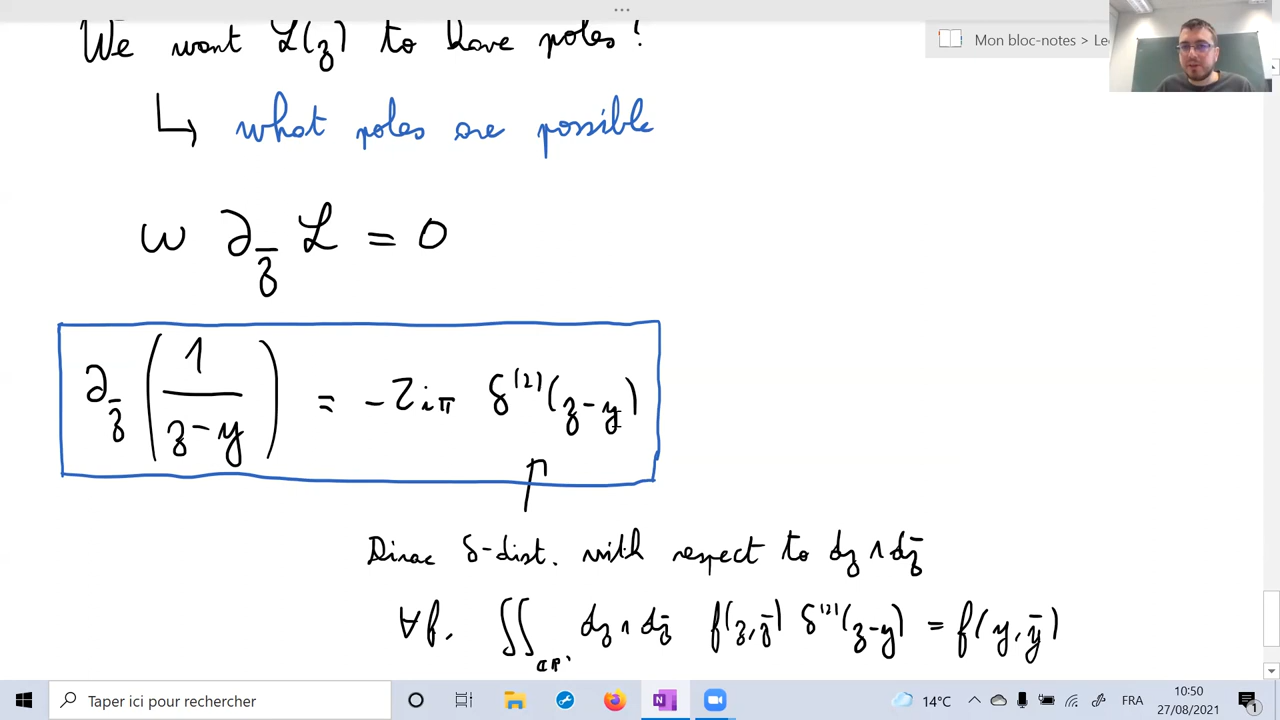 We want ℒ(z) to have poles!
Mon bloc-notes > Le
↳ what poles are possible
ω ∂_z̄ ℒ = 0
∂_z̄ (1/(z-y)) = -2iπ δ^(2)(z-y)
↑
Dirac δ-dist. with respect to dz∧dz̄
∀f, ∬_ℂP¹ dz∧dz̄ f(z,z̄) δ^(2)(z-y) = f(y,ȳ)
Taper ici pour rechercher
14°C
FRA
10:50
27/08/2021
1